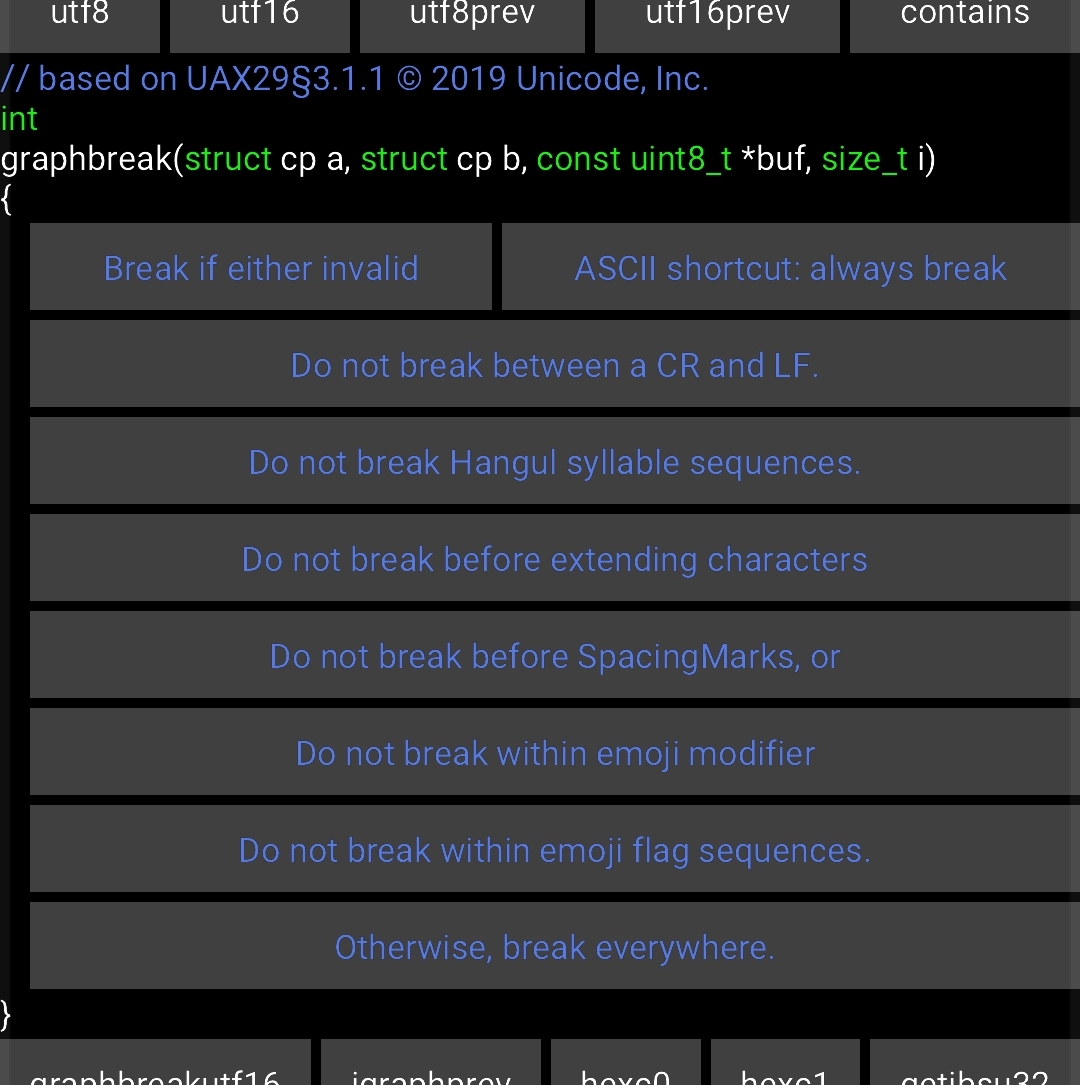 utf8 utf16 utf8prev utf16prev contains
// based on UAX29§3.1.1 © 2019 Unicode, Inc.
int
graphbreak(struct cp a, struct cp b, const uint8_t *buf, size_t i)
{
Break if either invalid ASCII shortcut: always break
Do not break between a CR and LF.
Do not break Hangul syllable sequences.
Do not break before extending characters
Do not break before SpacingMarks, or
Do not break within emoji modifier
Do not break within emoji flag sequences.
Otherwise, break everywhere.
}
graphbreakutf16 igraphprev hexc0 hexc1 getibsu32